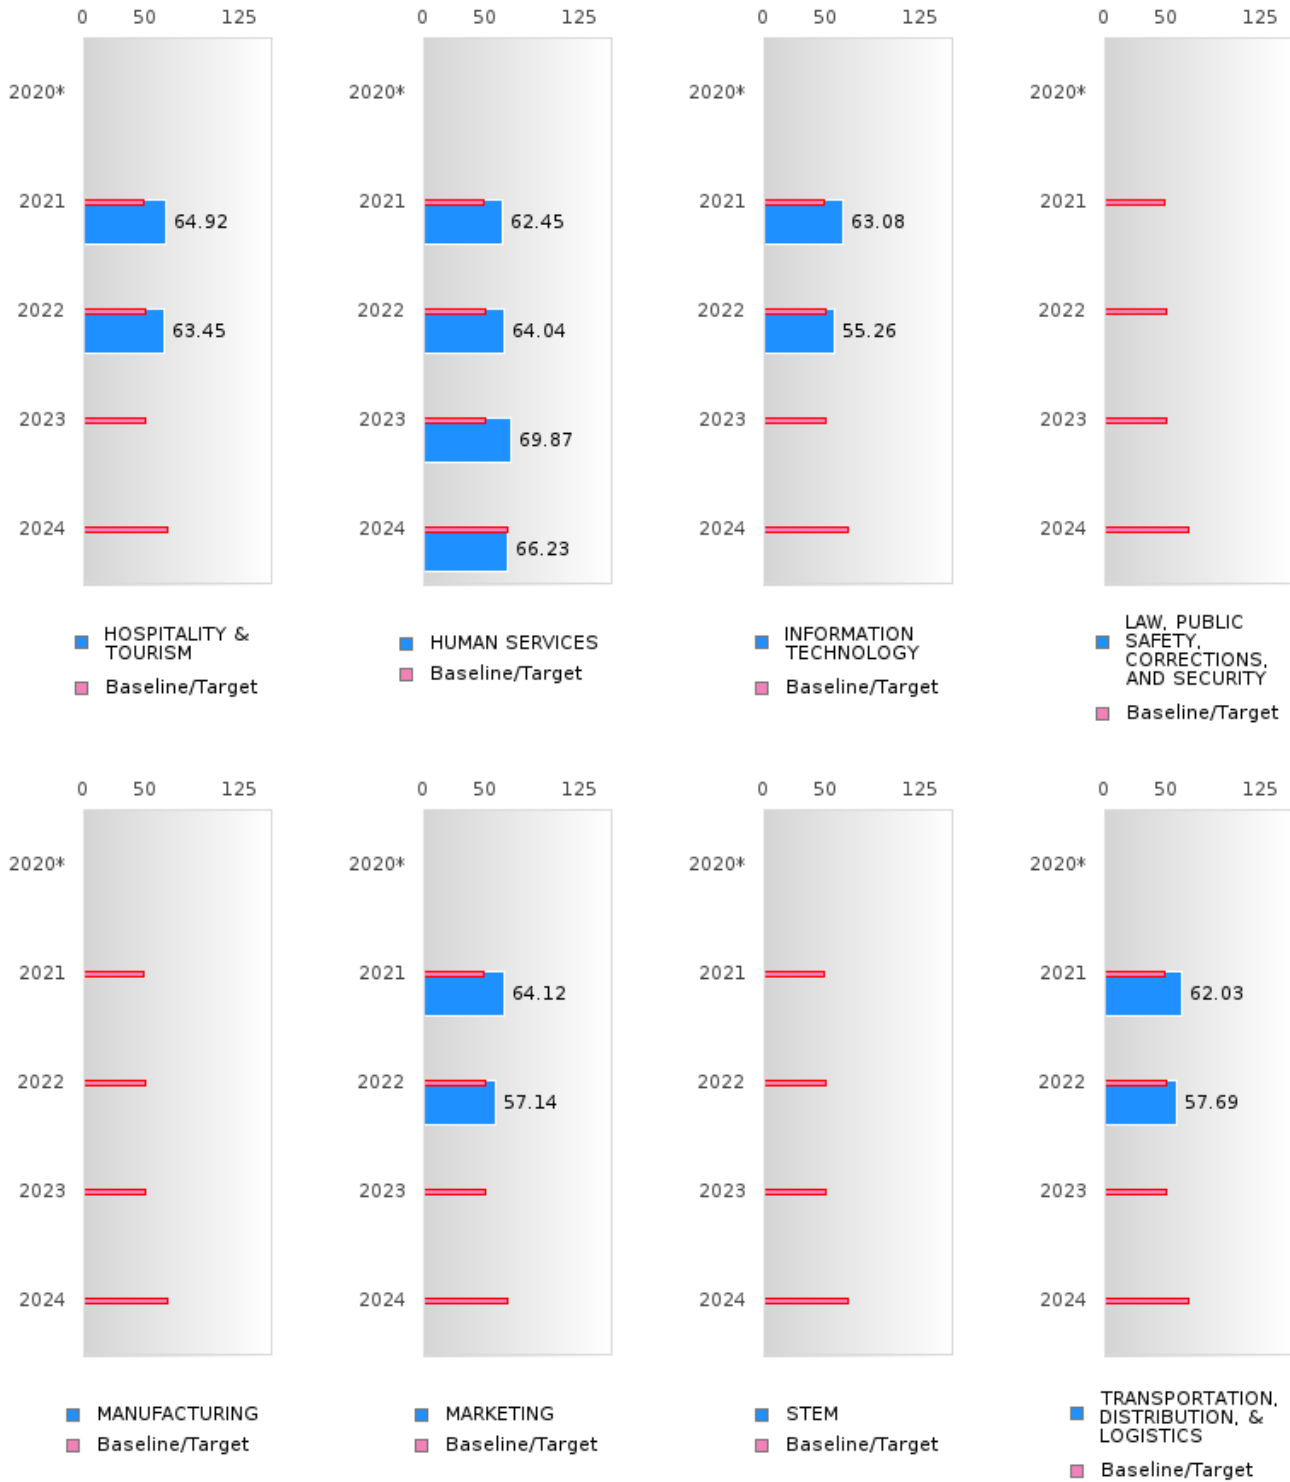 0 50 125
2020*
2021 64.92
2022 63.45
2023
2024
HOSPITALITY &
TOURISM
Baseline/Target
0 50 125
2020*
2021 62.45
2022 64.04
2023 69.87
2024 66.23
HUMAN SERVICES
Baseline/Target
0 50 125
2020*
2021 63.08
2022 55.26
2023
2024
INFORMATION
TECHNOLOGY
Baseline/Target
0 50 125
2020*
2021
2022
2023
2024
LAW, PUBLIC
SAFETY,
CORRECTIONS,
AND SECURITY
Baseline/Target
0 50 125
2020*
2021
2022
2023
2024
MANUFACTURING
Baseline/Target
0 50 125
2020*
2021 64.12
2022 57.14
2023
2024
MARKETING
Baseline/Target
0 50 125
2020*
2021
2022
2023
2024
STEM
Baseline/Target
0 50 125
2020*
2021 62.03
2022 57.69
2023
2024
TRANSPORTATION,
DISTRIBUTION, &
LOGISTICS
Baseline/Target